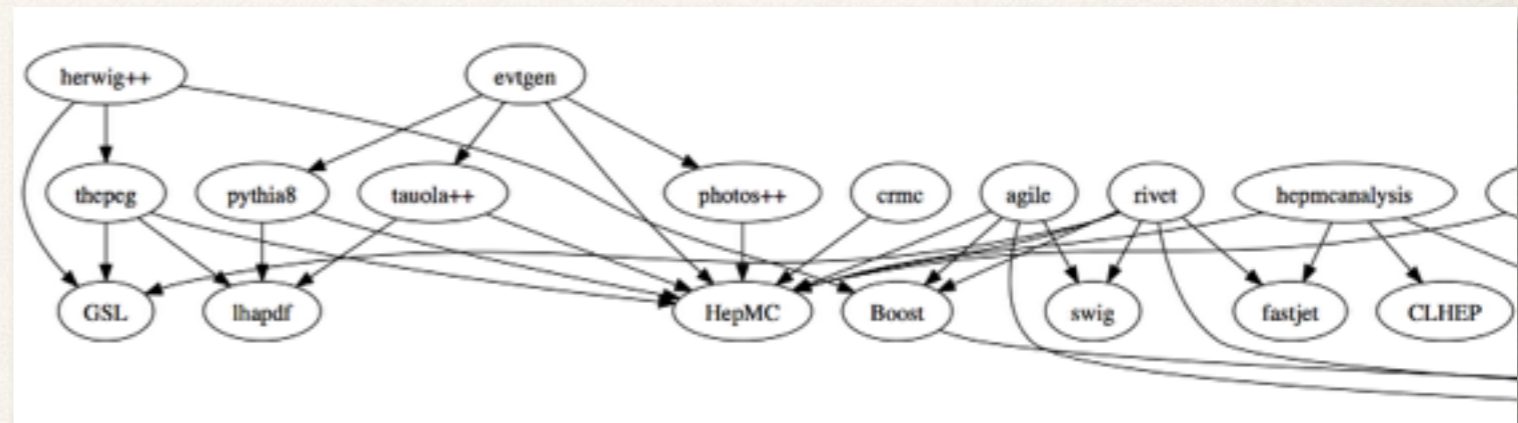 herwig++
evtgen
thepeg
pythia8
tauola++
photos++
crmc
agile
rivet
hepmcanalysis
GSL
lhapdf
HepMC
Boost
swig
fastjet
CLHEP